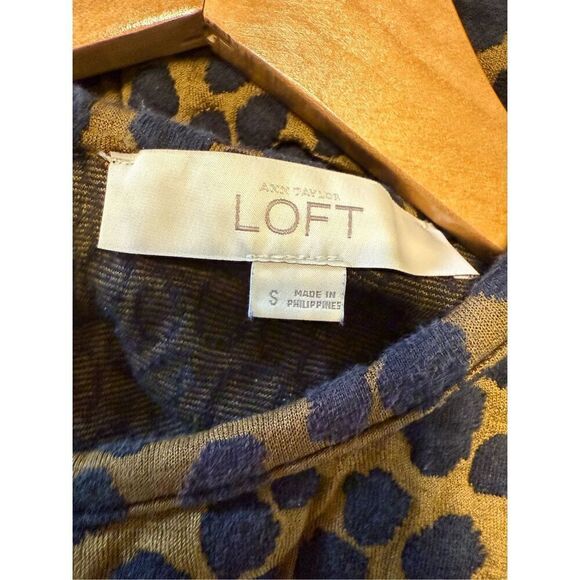 ANN TAYLOR
LOFT
S
MADE IN
PHILIPPINES